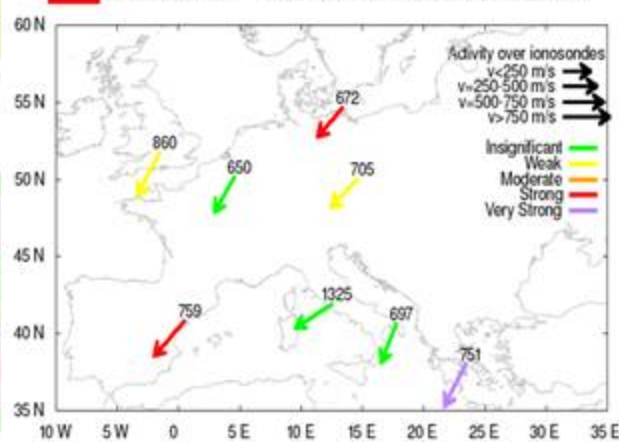 60 N
Activity over ionosondes
v<250 m/s
v=250-500 m/s
v=500-750 m/s
v>750 m/s
55 N
672
860
Insignificant
Weak
Moderate
Strong
Very Strong
650
705
50 N
45 N
1325
759
697
40 N
751
35 N
10 W
5 W
0
5 E
10 E
15 E
20 E
25 E
30 E
35 E